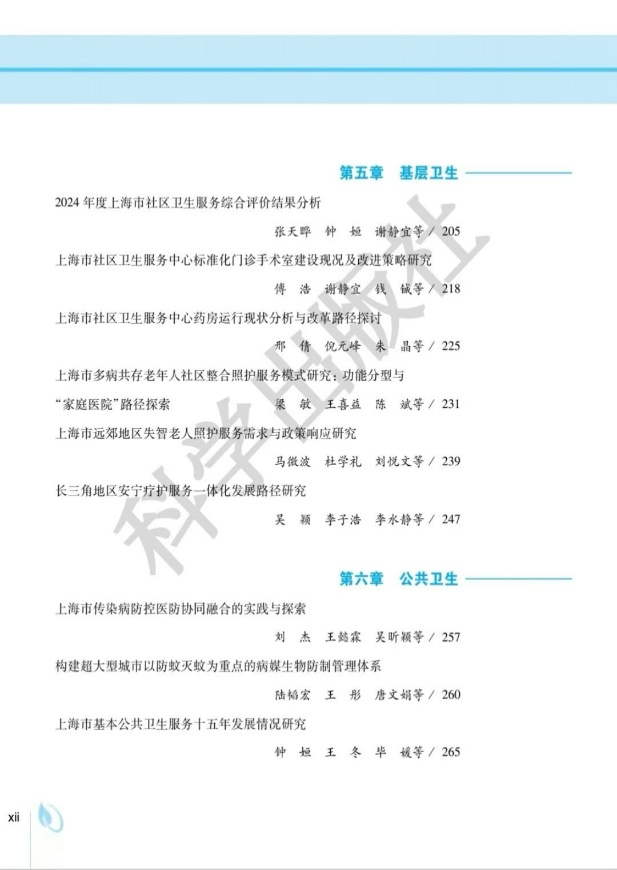 第五章 基层卫生
2024 年度上海市社区卫生服务综合评价结果分析
张天晔 钟 姮 谢静宜等 / 205
上海市社区卫生服务中心标准化门诊手术室建设现况及改进策略研究
傅 浩 谢静宜 钱 铖等 / 218
上海市社区卫生服务中心药房运行现状分析与改革路径探讨
邢 倩 倪元峰 朱 晶等 / 225
上海市多病共存老年人社区整合照护服务模式研究：功能分型与
“家庭医院”路径探索 梁 敏 王喜益 陈 斌等 / 231
上海市远郊地区失智老人照护服务需求与政策响应研究
马微波 杜学礼 刘悦文等 / 239
长三角地区安宁疗护服务一体化发展路径研究
吴 颖 李子浩 李水静等 / 247
第六章 公共卫生
上海市传染病防控医防协同融合的实践与探索
刘 杰 王懿霖 吴昕颖等 / 257
构建超大型城市以防蚊灭蚊为重点的病媒生物防制管理体系
陆韬宏 王 彤 唐文娟等 / 260
上海市基本公共卫生服务十五年发展情况研究
钟 姮 王 冬 毕 媛等 / 265
xii
科学出版社